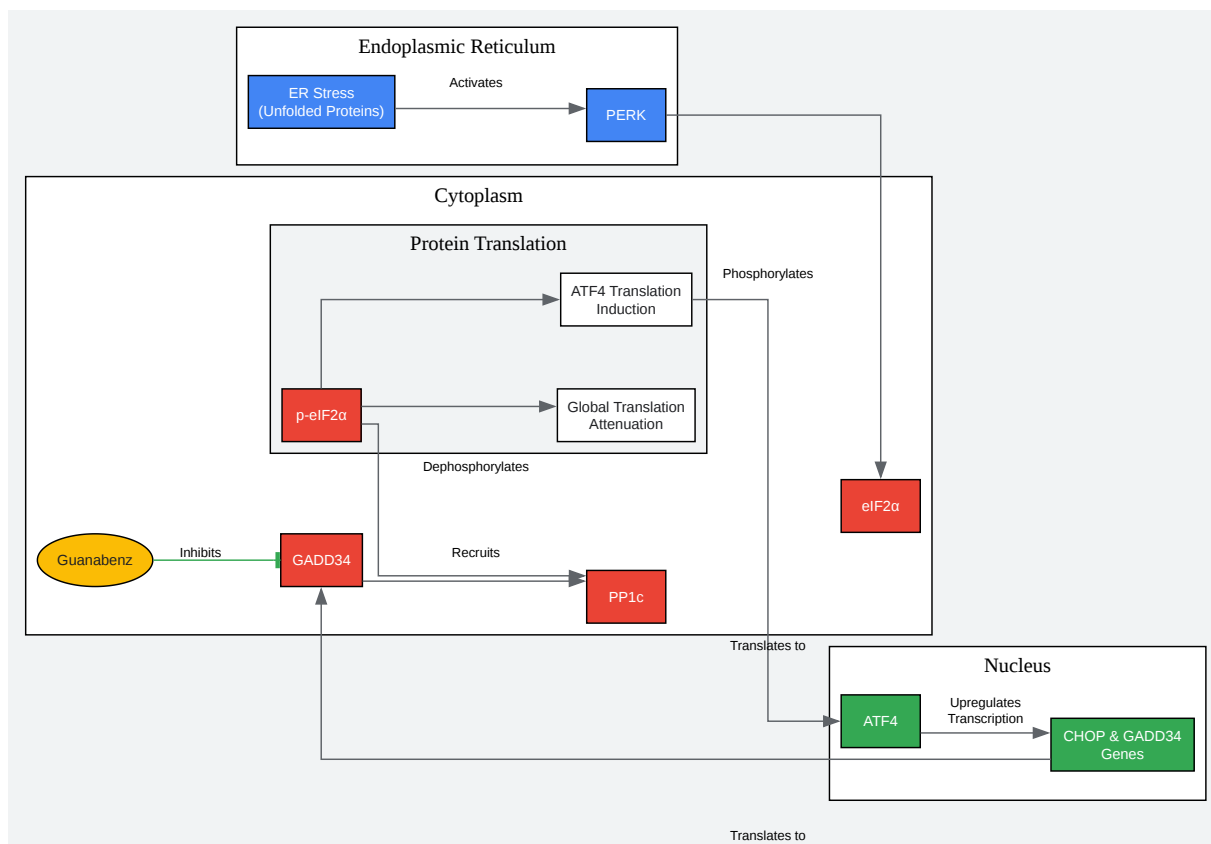 Endoplasmic Reticulum
ER Stress
(Unfolded Proteins)
Activates
PERK
Cytoplasm
Protein Translation
ATF4 Translation
Induction
Phosphorylates
p-eIF2α
Global Translation
Attenuation
Dephosphorylates
eIF2α
Guanabenz
Inhibits
GADD34
Recruits
PP1c
Translates to
Nucleus
ATF4
Upregulates
Transcription
CHOP & GADD34
Genes
Translates to